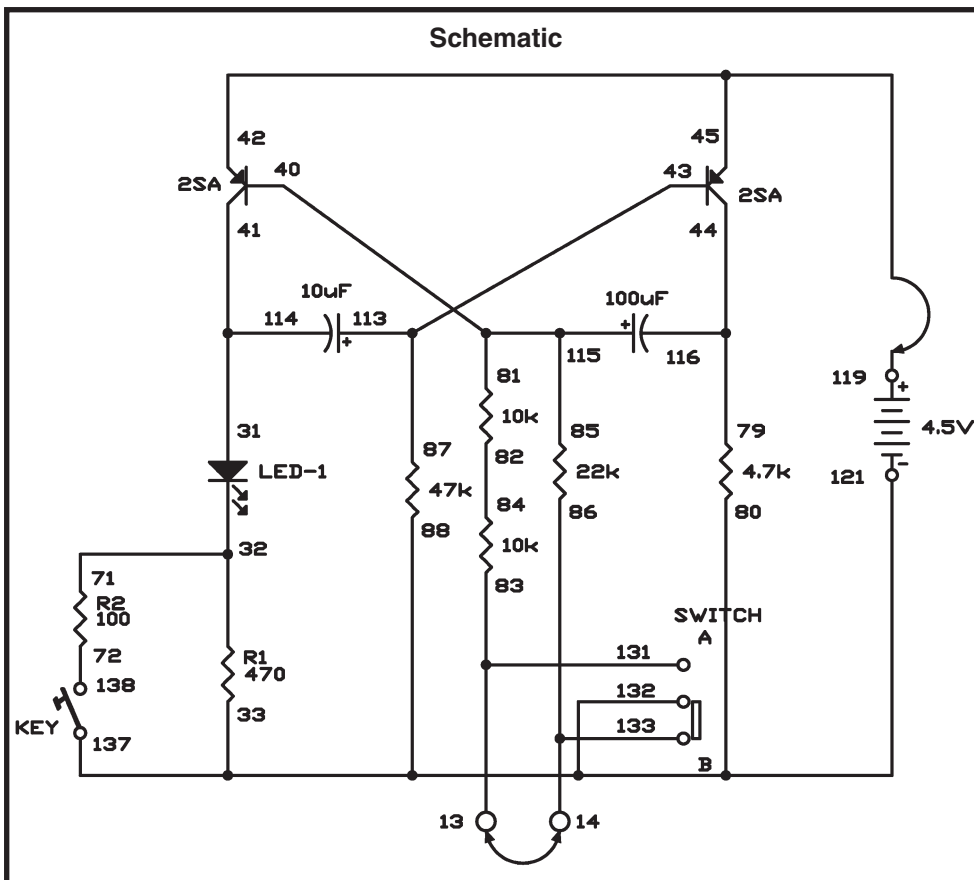 Schematic
42
45
40
43
2SA
2SA
41
44
10uF
100uF
114
113
115
116
119
+
4.5V
121
-
81
10k
82
31
LED-1
87
47k
88
85
22k
86
79
4.7k
80
84
10k
83
32
71
R2
100
72
138
KEY
137
R1
470
33
SWITCH
A
131
132
133
B
13
14
+
+